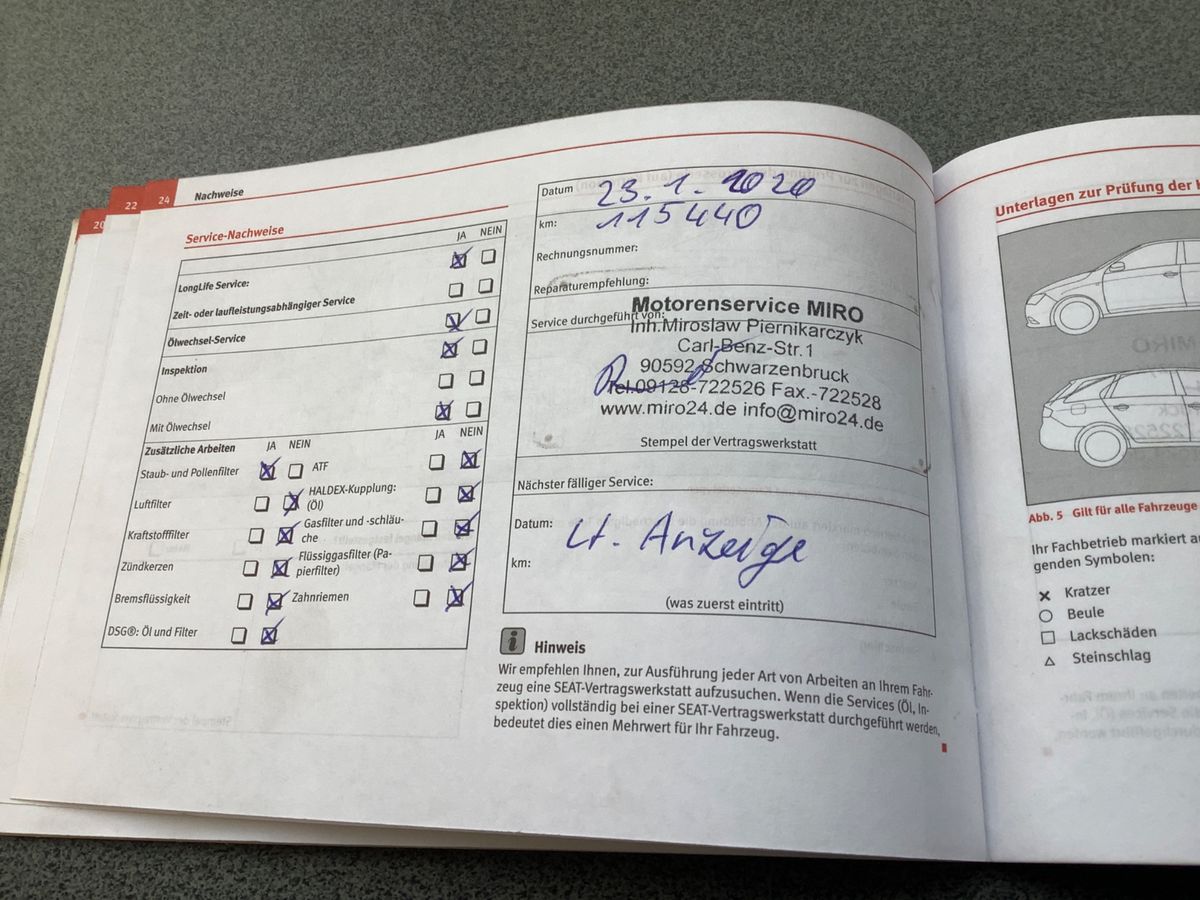 20
22
24 Nachweise
Service-Nachweise
JA NEIN
LongLife Service:
Zeit- oder laufleistungsabhängiger Service
Ölwechsel-Service
Inspektion
Ohne Ölwechsel
Mit Ölwechsel
Zusätzliche Arbeiten JA NEIN JA NEIN
Staub- und Pollenfilter ATF
Luftfilter HALDEX-Kupplung:
(Öl)
Kraftstofffilter Gasfilter und -schläu-
che
Zündkerzen Flüssiggasfilter (Pa-
pierfilter)
Bremsflüssigkeit Zahnriemen
DSG®: Öl und Filter
Datum 23.1.2020
km: 115440
Rechnungsnummer:
Reparaturempfehlung:
Service durchgeführt von:
Motorenservice MIRO
Inh.Miroslaw Piernikarczyk
Carl-Benz-Str.1
90592 Schwarzenbruck
Tel.09128-722526 Fax.-722528
www.miro24.de info@miro24.de
Stempel der Vertragswerkstatt
Nächster fälliger Service:
Datum:
lt. Anzeige
km:
(was zuerst eintritt)
i Hinweis
Wir empfehlen Ihnen, zur Ausführung jeder Art von Arbeiten an Ihrem Fahr-
zeug eine SEAT-Vertragswerkstatt aufzusuchen. Wenn die Services (Öl, In-
spektion) vollständig bei einer SEAT-Vertragswerkstatt durchgeführt werden,
bedeutet dies einen Mehrwert für Ihr Fahrzeug.
Unterlagen zur Prüfung der
Abb. 5 Gilt für alle Fahrzeuge
Ihr Fachbetrieb markiert
genden Symbolen:
Kratzer
Beule
Lackschäden
Steinschlag